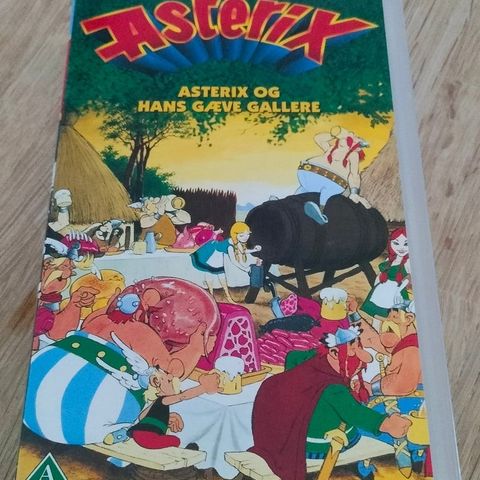 Asterix
ASTERIX OG
HANS GÆVE GALLERE
A